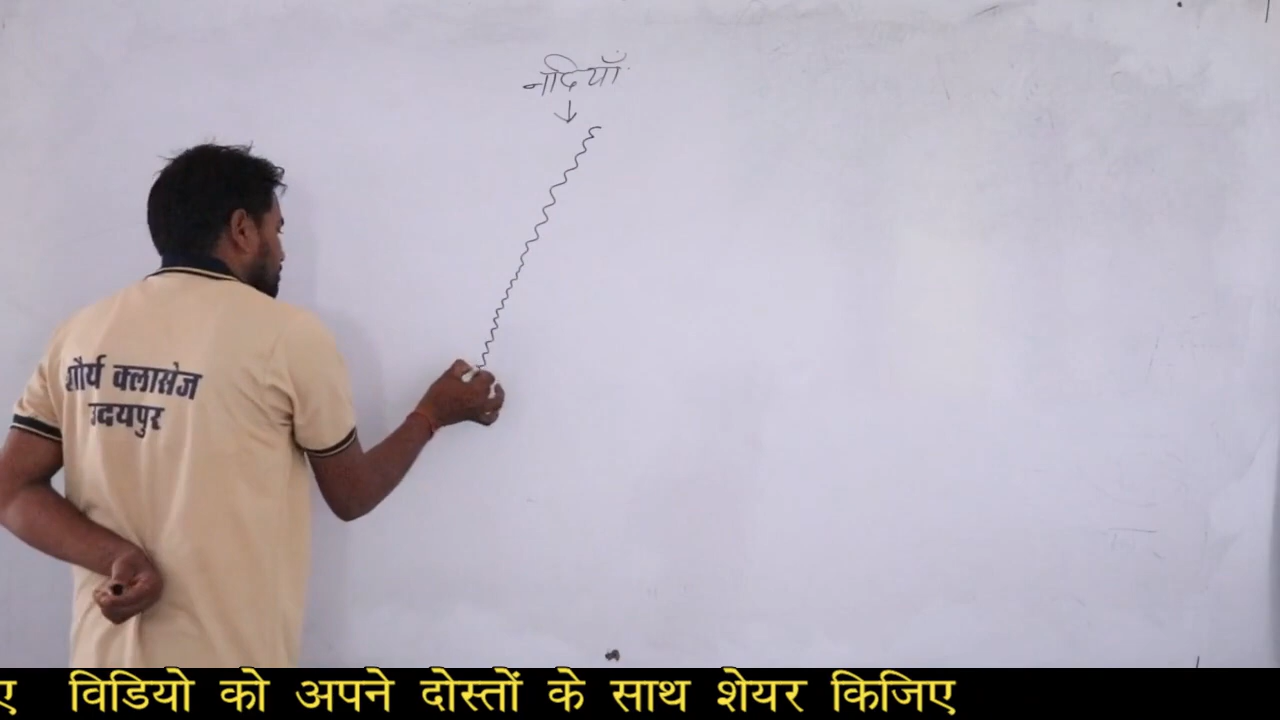 नदियाँ
शौर्य क्लासेज
उदयपुर
ए विडियो को अपने दोस्तों के साथ शेयर किजिए